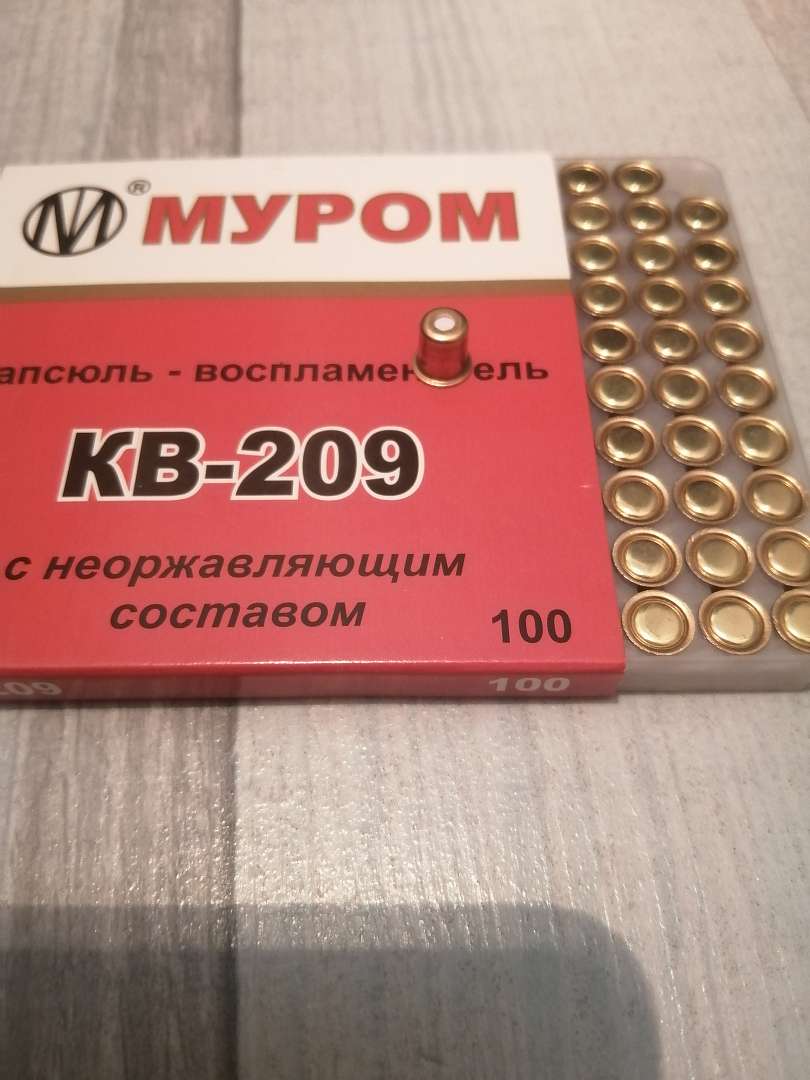 ® МУРОМ
апсюль - воспламен ель
КВ-209
с неоржавляющим
составом
100
209 100